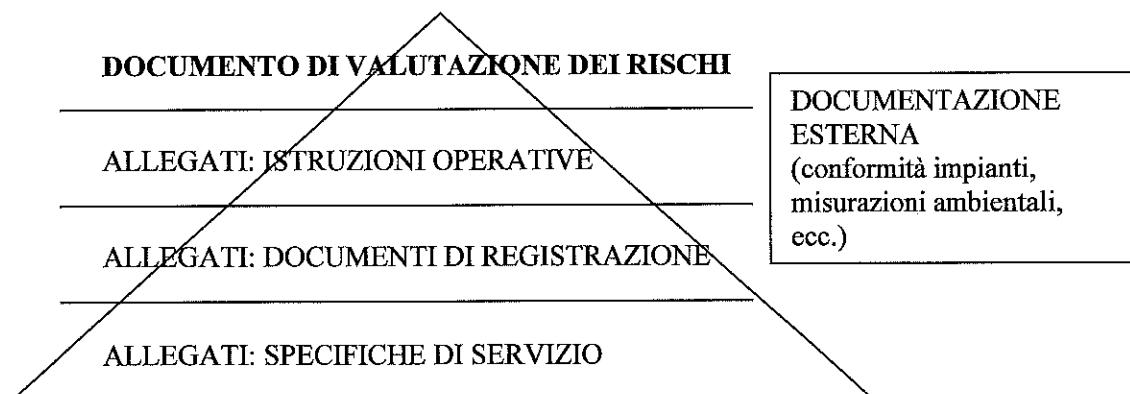 DOCUMENTO DI VALUTAZIONE DEI RISCHI
ALLEGATI: ISTRUZIONI OPERATIVE
ALLEGATI: DOCUMENTI DI REGISTRAZIONE
ALLEGATI: SPECIFICHE DI SERVIZIO
DOCUMENTAZIONE
ESTERNA
(conformità impianti,
misurazioni ambientali,
ecc.)